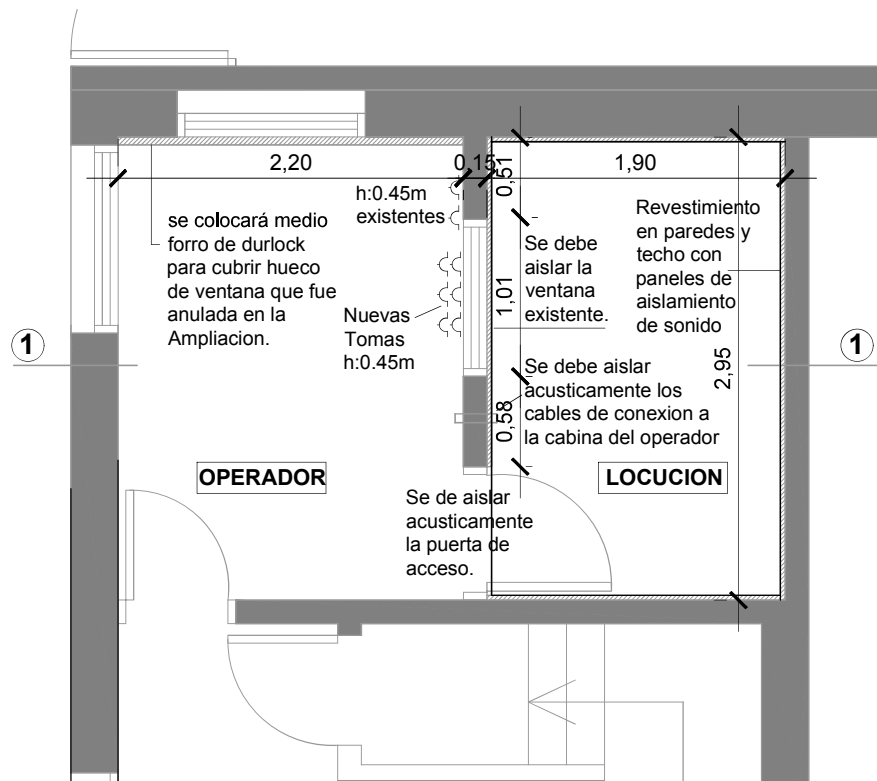 2,20
0,15
0,51
1,90
h:0.45m
existentes
se colocará medio
forro de durlock
para cubrir hueco
de ventana que fue
anulada en la
Ampliacion.
Revestimiento
en paredes y
techo con
paneles de
aislamiento
de sonido
Se debe
aislar la
ventana
existente.
1,01
Nuevas
Tomas
h:0.45m
1
1
2,95
Se debe aislar
acusticamente los
cables de conexion a
la cabina del operador
0,58
OPERADOR
LOCUCION
Se de aislar
acusticamente
la puerta de
acceso.